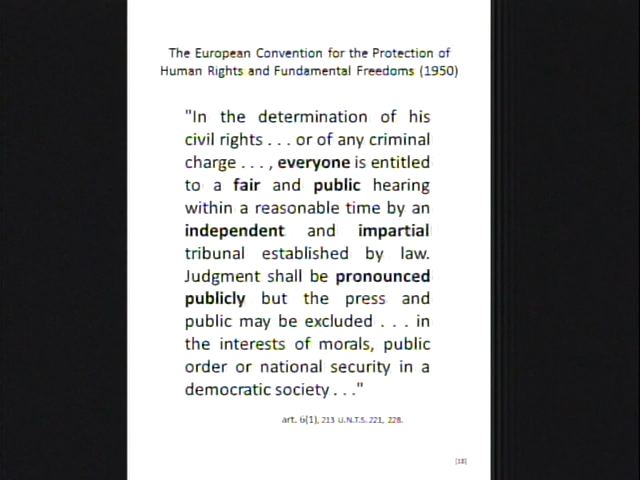 The European Convention for the Protection of
Human Rights and Fundamental Freedoms (1950)
"In the determination of his
civil rights . . . or of any criminal
charge . . . , everyone is entitled
to a fair and public hearing
within a reasonable time by an
independent and impartial
tribunal established by law.
Judgment shall be pronounced
publicly but the press and
public may be excluded . . . in
the interests of morals, public
order or national security in a
democratic society . . ."
art. 6(1), 213 U.N.T.S. 221, 228.
[18]